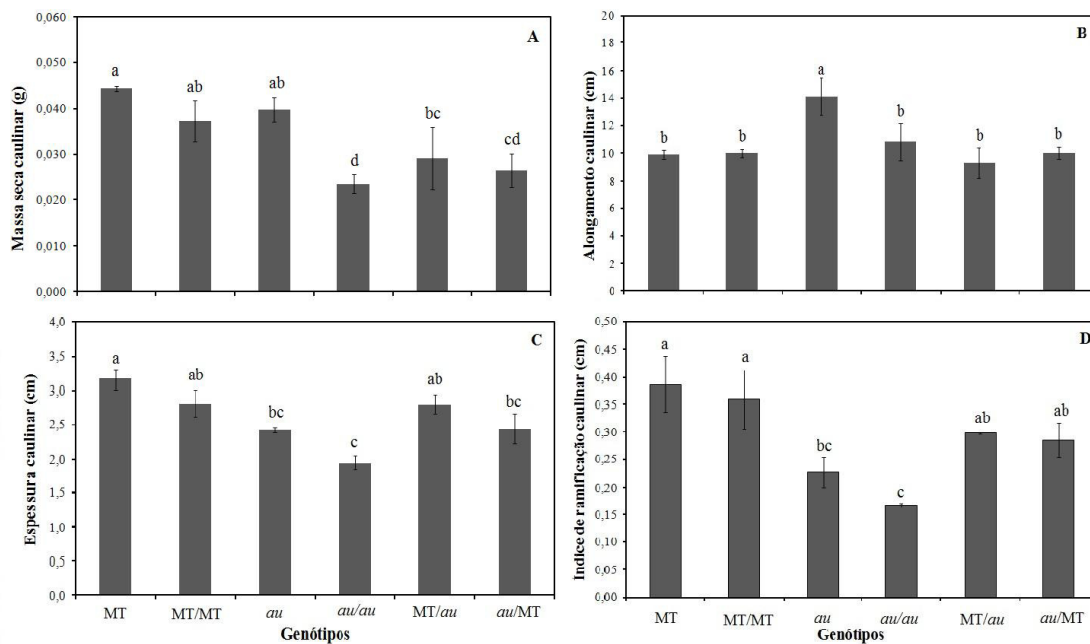 A
Massa seca caulinar (g)
0,060
0,050
0,040
0,030
0,020
0,010
0,000
a
ab
ab
d
bc
cd
B
Alongamento caulinar (cm)
20
18
16
14
12
10
8
6
4
2
0
b
b
a
b
b
b
C
Espessura caulinar (cm)
4,0
3,5
3,0
2,5
2,0
1,5
1,0
0,5
0,0
a
ab
bc
c
ab
bc
MT
MT/MT
au
au/au
MT/au
au/MT
Genótipos
D
Indice de ramificação caulinar (cm)
0,50
0,45
0,40
0,35
0,30
0,25
0,20
0,15
0,10
0,05
0,00
a
a
bc
c
ab
ab
MT
MT/MT
au
au/au
MT/au
au/MT
Genótipos